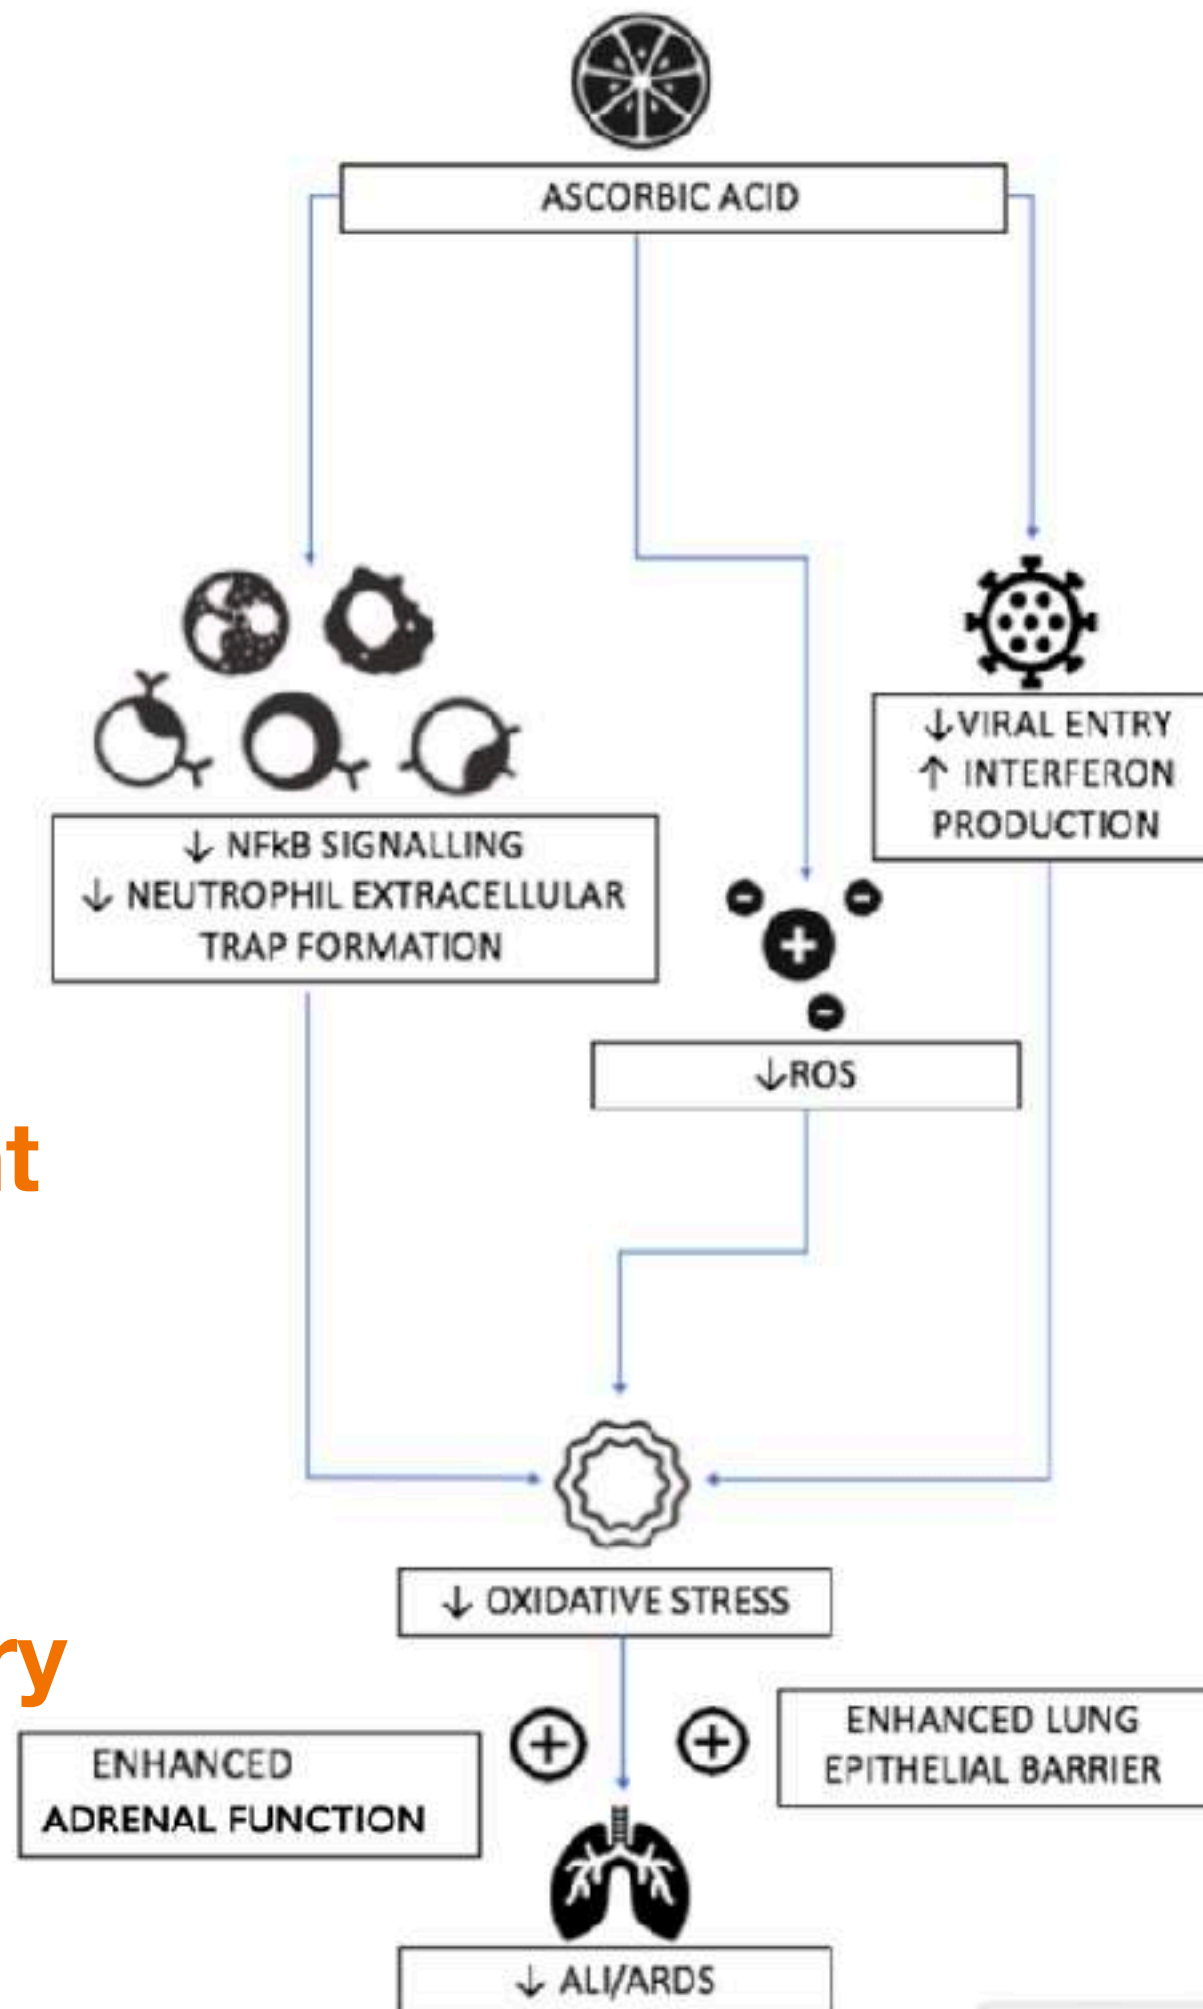 ASCORBIC ACID
↓ VIRAL ENTRY
↑ INTERFERON
PRODUCTION
↓ NFkB SIGNALLING
↓ NEUTROPHIL EXTRACELLULAR
TRAP FORMATION
↓ROS
↓ OXIDATIVE STRESS
ENHANCED LUNG
EPITHELIAL BARRIER
ENHANCED
ADRENAL FUNCTION
↓ ALI/ARDS